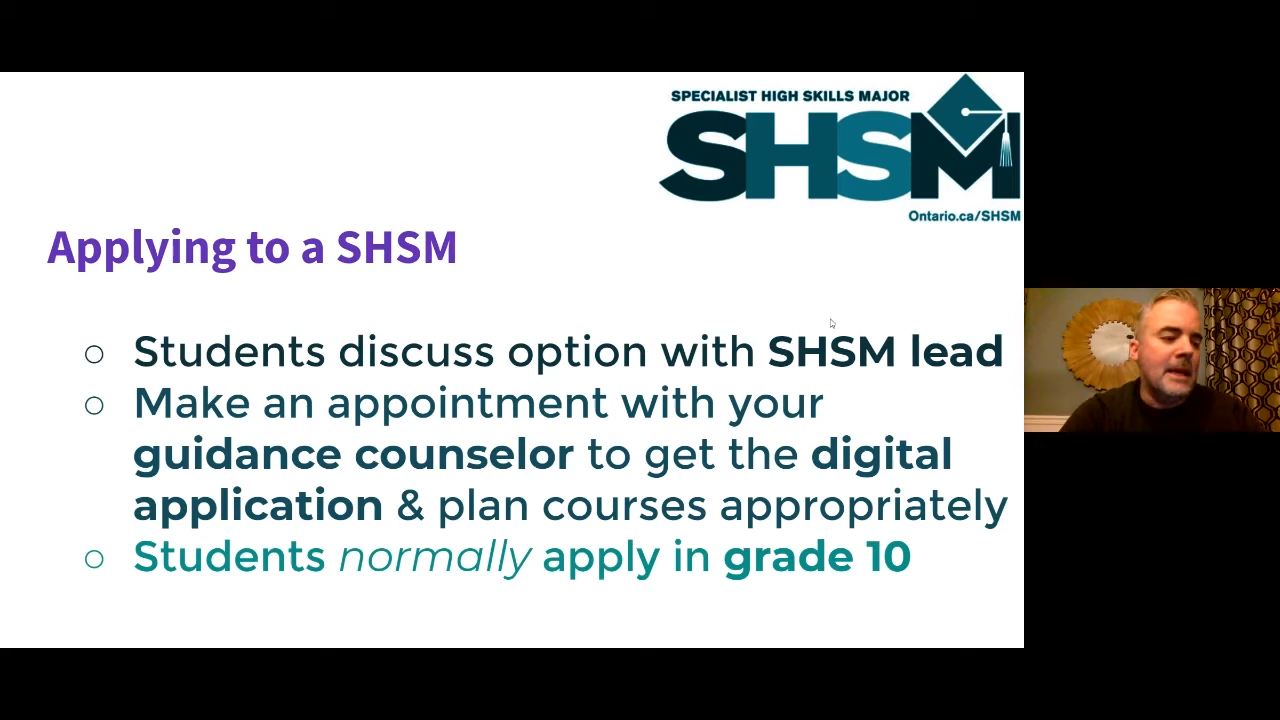 SPECIALIST HIGH SKILLS MAJOR
SHSM
Ontario.ca/SHSM
Applying to a SHSM
○ Students discuss option with SHSM lead
○ Make an appointment with your
guidance counselor to get the digital
application & plan courses appropriately
○ Students normally apply in grade 10